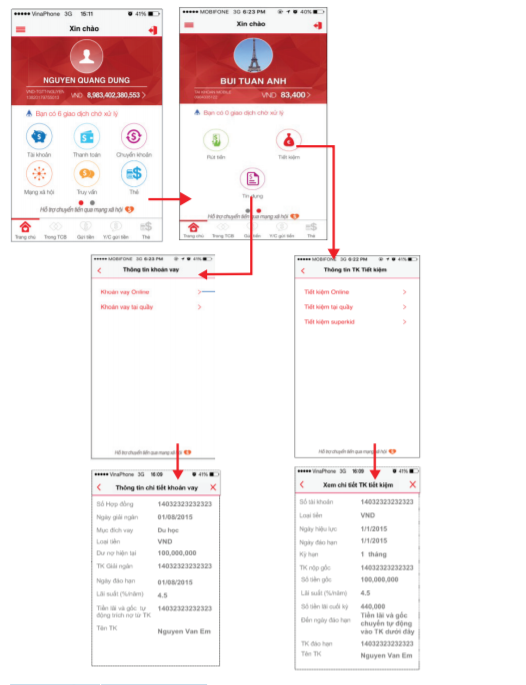 VinaPhone 3G 15:11 41%
Xin chào
NGUYEN QUANG DUNG
VND 8,983,402,380,553 >
Bạn có 6 giao dịch chờ xử lý
Tài khoản Thanh toán Chuyển khoản
Mạng xã hội Truy vấn Thẻ
Hỗ trợ chuyển tiền qua mạng xã hội
Trang chủ Trong TCB Gửi tiền Y/C gửi tiền Thẻ
MOBIFONE 3G 6:23 PM 40%
Xin chào
BUI TUAN ANH
VND 83,400 >
Bạn có 0 giao dịch chờ xử lý
Rút tiền Tiết kiệm
Tín dụng
Hỗ trợ chuyển tiền qua mạng xã hội
Trang chủ Trong TCB Gửi tiền Y/C gửi tiền Thẻ
MOBIFONE 3G 6:23 PM 41%
< Thông tin khoản vay
Khoản vay Online >
Khoản vay tại quầy >
Hỗ trợ chuyển tiền qua mạng xã hội
MOBIFONE 3G 6:22 PM 41%
< Thông tin TK Tiết kiệm
Tiết kiệm Online >
Tiết kiệm tại quầy >
Tiết kiệm superkid >
Hỗ trợ chuyển tiền qua mạng xã hội
VinaPhone 3G 16:09 41%
< Thông tin chi tiết khoản vay X
Số Hợp đồng 14032323232323
Ngày giải ngân 01/08/2015
Mục đích vay Du học
Loại tiền VND
Dư nợ hiện tại 100,000,000
TK Giải ngân 14032323232323
Ngày đáo hạn 01/08/2015
Lãi suất (%/năm) 4.5
Tiền lãi và gốc tự 14032323232323
động trích nợ từ TK
Tên TK Nguyen Van Em
VinaPhone 3G 16:09 41%
< Xem chi tiết TK tiết kiệm X
Số tài khoản 14032323232323
Loại tiền VND
Ngày hiệu lực 1/1/2015
Ngày đáo hạn 1/1/2015
Kỳ hạn 1 tháng
TK nộp gốc 14032323232323
Số tiền gốc 100,000,000
Lãi suất (%/năm) 4.5
Số tiền lãi cuối kỳ 440,000
Đến ngày đáo hạn Tiền lãi và gốc
chuyển tự động
vào TK dưới đây
TK đáo hạn 14032323232323
Tên TK Nguyen Van Em